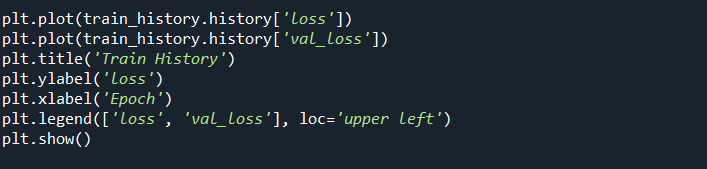 plt.plot(train_history.history['loss'])
plt.plot(train_history.history['val_loss'])
plt.title('Train History')
plt.ylabel('loss')
plt.xlabel('Epoch')
plt.legend(['loss', 'val_loss'], loc='upper left')
plt.show()